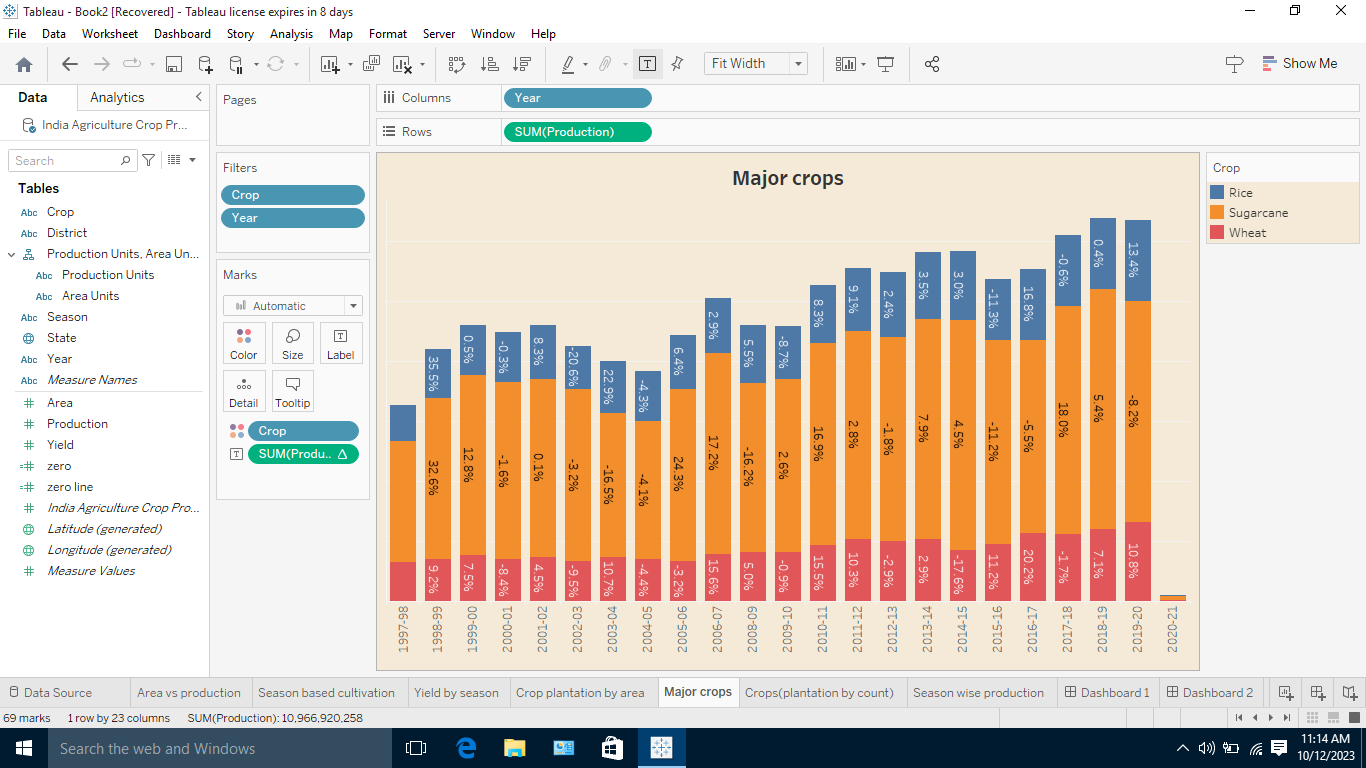 Tableau - Book2 [Recovered] - Tableau license expires in 8 days
File Data Worksheet Dashboard Story Analysis Map Format Server Window Help
Fit Width
Show Me
Data Analytics
India Agriculture Crop Pr...
Search
Tables
Abc Crop
Abc District
Production Units, Area Un...
Abc Production Units
Abc Area Units
Abc Season
State
Abc Year
Abc Measure Names
Area
Production
Yield
zero
zero line
India Agriculture Crop Pro...
Latitude (generated)
Longitude (generated)
Measure Values
Pages
Filters
Crop
Year
Marks
Automatic
Color Size Label
Detail Tooltip
Crop
SUM(Produ.. Δ
Columns Year
Rows SUM(Production)
Major crops
35.5% 0.5% -0.3% 8.3% -20.6% 22.9% -4.3% 6.4% 2.9% 5.5% -8.7% 8.3% 9.1% 2.4% 3.5% 3.0% -11.3% 16.8% -0.6% 0.4% 13.4%
32.6% 12.8% -1.6% 0.1% -3.2% -16.5% -4.1% 24.3% 17.2% -16.2% 2.6% 16.9% 2.8% -1.8% 7.9% 4.5% -11.2% -5.5% 18.0% 5.4% -8.2%
9.2% 7.5% -8.4% 4.5% -9.5% 10.7% -4.4% -3.2% 15.6% 5.0% -0.9% 15.5% 10.3% -2.9% 2.9% -17.6% 11.2% 20.2% -1.7% 7.1% 10.8%
1997-98 1998-99 1999-00 2000-01 2001-02 2002-03 2003-04 2004-05 2005-06 2006-07 2008-09 2009-10 2010-11 2011-12 2012-13 2013-14 2014-15 2015-16 2016-17 2017-18 2018-19 2019-20 2020-21
Crop
Rice
Sugarcane
Wheat
Data Source Area vs production Season based cultivation Yield by season Crop plantation by area Major crops Crops(plantation by count) Season wise production Dashboard 1 Dashboard 2
69 marks 1 row by 23 columns SUM(Production): 10,966,920,258
Search the web and Windows
11:14 AM
10/12/2023